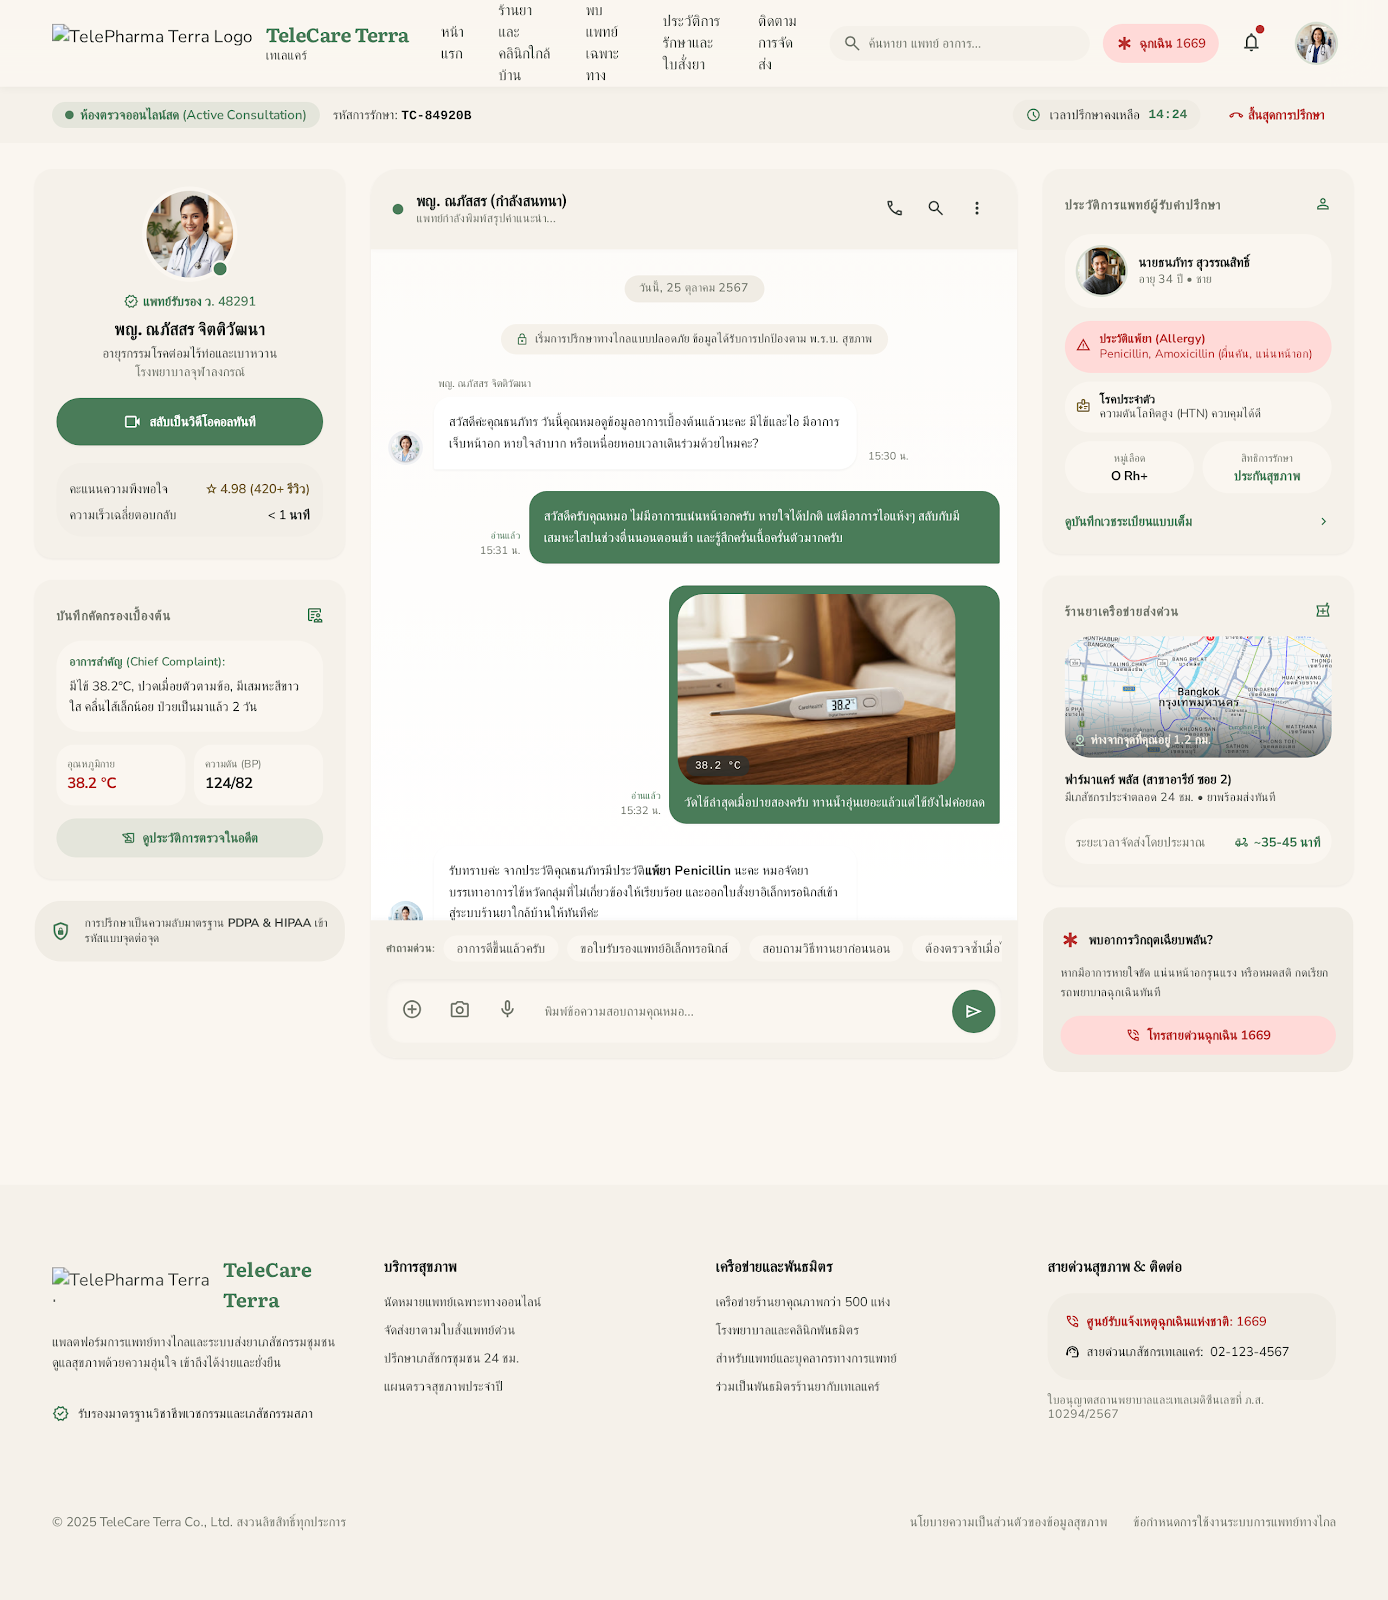 TelePharma Terra Logo
TeleCare Terra
เทเลแคร์
หน้า
แรก
ร้านยา
และ
คลินิกใกล้
บ้าน
พบ
แพทย์
เฉพาะ
ทาง
ประวัติการ
รักษาและ
ใบสั่งยา
ติดตาม
การจัด
ส่ง
ค้นหายา แพทย์ อาการ...
ฉุกเฉิน 1669
ห้องตรวจออนไลน์สด (Active Consultation)
รหัสการรักษา: TC-84920B
เวลาปรึกษาคงเหลือ 14:24
สิ้นสุดการปรึกษา
แพทย์รับรอง ว. 48291
พญ. ณภัสสร จิตติวัฒนา
อายุรกรรมโรคต่อมไร้ท่อและเบาหวาน
โรงพยาบาลจุฬาลงกรณ์
สลับเป็นวิดีโอคอลทันที
คะแนนความพึงพอใจ
4.98 (420+ รีวิว)
ความเร็วเฉลี่ยตอบกลับ
< 1 นาที
บันทึกคัดกรองเบื้องต้น
อาการสำคัญ (Chief Complaint):
มีไข้ 38.2°C, ปวดเมื่อยตัวตามข้อ, มีเสมหะสีขาว
ใส คลื่นไส้เล็กน้อย ป่วยเป็นมาแล้ว 2 วัน
อุณหภูมิกาย
38.2 °C
ความดัน (BP)
124/82
ดูประวัติการตรวจในอดีต
การปรึกษาเป็นความลับมาตรฐาน PDPA & HIPAA เข้า
รหัสแบบจุดต่อจุด
พญ. ณภัสสร (กำลังสนทนา)
แพทย์กำลังพิมพ์สรุปคำแนะนำ...
วันนี้, 25 ตุลาคม 2567
เริ่มการปรึกษาทางไกลแบบปลอดภัย ข้อมูลได้รับการปกป้องตาม พ.ร.บ. สุขภาพ
พญ. ณภัสสร จิตติวัฒนา
สวัสดีค่ะคุณธนภัทร วันนี้คุณหมอดูข้อมูลอาการเบื้องต้นแล้วนะคะ มีไข้และไอ มีอาการ
เจ็บหน้าอก หายใจลำบาก หรือเหนื่อยหอบเวลาเดินร่วมด้วยไหมคะ?
15:30 น.
สวัสดีครับคุณหมอ ไม่มีอาการแน่นหน้าอกครับ หายใจได้ปกติ แต่มีอาการไอแห้งๆ สลับกับมี
เสมหะใสปนช่วงตื่นนอนตอนเช้า และรู้สึกครั่นเนื้อครั่นตัวมากครับ
อ่านแล้ว
15:31 น.
38.2
38.2 °C
วัดไข้ล่าสุดเมื่อบ่ายสองครับ ทานน้ำอุ่นเยอะแล้วแต่ไข้ยังไม่ค่อยลด
อ่านแล้ว
15:32 น.
รับทราบค่ะ จากประวัติคุณธนภัทรมีประวัติแพ้ยา Penicillin นะคะ หมอจัดยา
บรรเทาอาการไข้หวัดกลุ่มที่ไม่เกี่ยวข้องให้เรียบร้อย และออกใบสั่งยาอิเล็กทรอนิกส์เข้า
สู่ระบบร้านยาใกล้บ้านให้ทันทีค่ะ
คำถามด่วน:
อาการดีขึ้นแล้วครับ
ขอใบรับรองแพทย์อิเล็กทรอนิกส์
สอบถามวิธีทานยาก่อนนอน
ต้องตรวจซ้ำเมื่อ
พิมพ์ข้อความสอบถามคุณหมอ...
ประวัติการแพทย์ผู้รับคำปรึกษา
นายธนภัทร สุวรรณสิทธิ์
อายุ 34 ปี • ชาย
ประวัติแพ้ยา (Allergy)
Penicillin, Amoxicillin (ผื่นคัน, แน่นหน้าอก)
โรคประจำตัว
ความดันโลหิตสูง (HTN) ควบคุมได้ดี
หมู่เลือด
O Rh+
สิทธิการรักษา
ประกันสุขภาพ
ดูบันทึกเวชระเบียนแบบเต็ม
ร้านยาเครือข่ายส่งด่วน
Bangkok
กรุงเทพมหานคร
ห่างจากจุดที่คุณอยู่ 1.2 กม.
ฟาร์มาแคร์ พลัส (สาขาอารีย์ ซอย 2)
มีเภสัชกรประจำตลอด 24 ชม. • ยาพร้อมส่งทันที
ระยะเวลาจัดส่งโดยประมาณ
~35-45 นาที
พบอาการวิกฤตเฉียบพลัน?
หากมีอาการหายใจขัด แน่นหน้าอกรุนแรง หรือหมดสติ กดเรียก
รถพยาบาลฉุกเฉินทันที
โทรสายด่วนฉุกเฉิน 1669
TelePharma Terra
TeleCare
Terra
แพลตฟอร์มการแพทย์ทางไกลและระบบส่งยาเภสัชกรรมชุมชน
ดูแลสุขภาพด้วยความอุ่นใจ เข้าถึงได้ง่ายและยั่งยืน
รับรองมาตรฐานวิชาชีพเวชกรรมและเภสัชกรรมสภา
บริการสุขภาพ
นัดหมายแพทย์เฉพาะทางออนไลน์
จัดส่งยาตามใบสั่งแพทย์ด่วน
ปรึกษาเภสัชกรชุมชน 24 ชม.
แผนตรวจสุขภาพประจำปี
เครือข่ายและพันธมิตร
เครือข่ายร้านยาคุณภาพกว่า 500 แห่ง
โรงพยาบาลและคลินิกพันธมิตร
สำหรับแพทย์และบุคลากรทางการแพทย์
ร่วมเป็นพันธมิตรร้านยากับเทเลแคร์
สายด่วนสุขภาพ & ติดต่อ
ศูนย์รับแจ้งเหตุฉุกเฉินแห่งชาติ: 1669
สายด่วนเภสัชกรเทเลแคร์: 02-123-4567
ใบอนุญาตสถานพยาบาลและเทเลเมดิซีนเลขที่ ภ.ส.
10294/2567
© 2025 TeleCare Terra Co., Ltd. สงวนลิขสิทธิ์ทุกประการ
นโยบายความเป็นส่วนตัวของข้อมูลสุขภาพ
ข้อกำหนดการใช้งานระบบการแพทย์ทางไกล